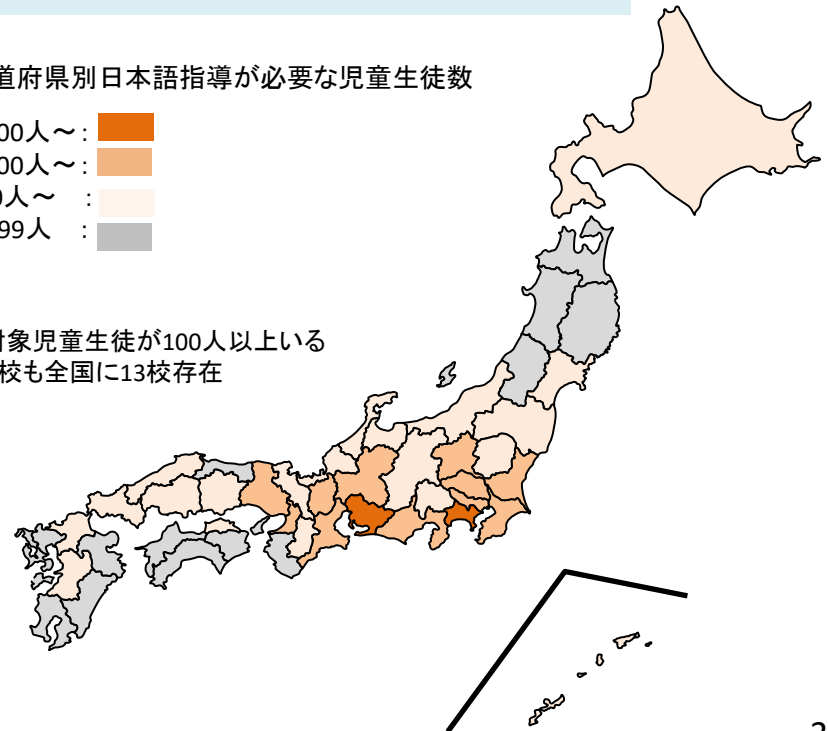 道府県別日本語指導が必要な児童生徒数
00人～：
00人～：
0人～ ：
99人 ：
対象児童生徒が100人以上いる
校も全国に13校存在